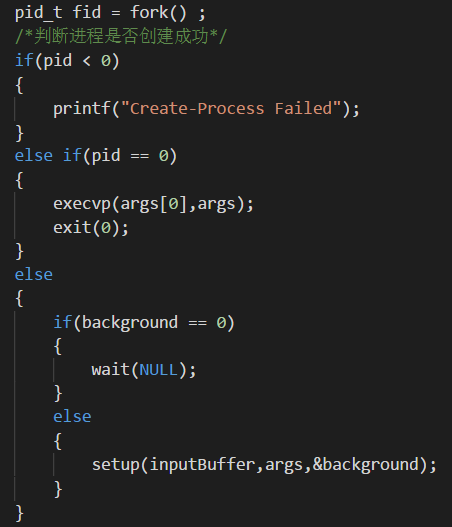 pid_t fid = fork() ;
/*判断进程是否创建成功*/
if(pid < 0)
{
    printf("Create-Process Failed");
}
else if(pid == 0)
{
    execvp(args[0],args);
    exit(0);
}
else
{
    if(background == 0)
    {
        wait(NULL);
    }
    else
    {
        setup(inputBuffer,args,&background);
    }
}